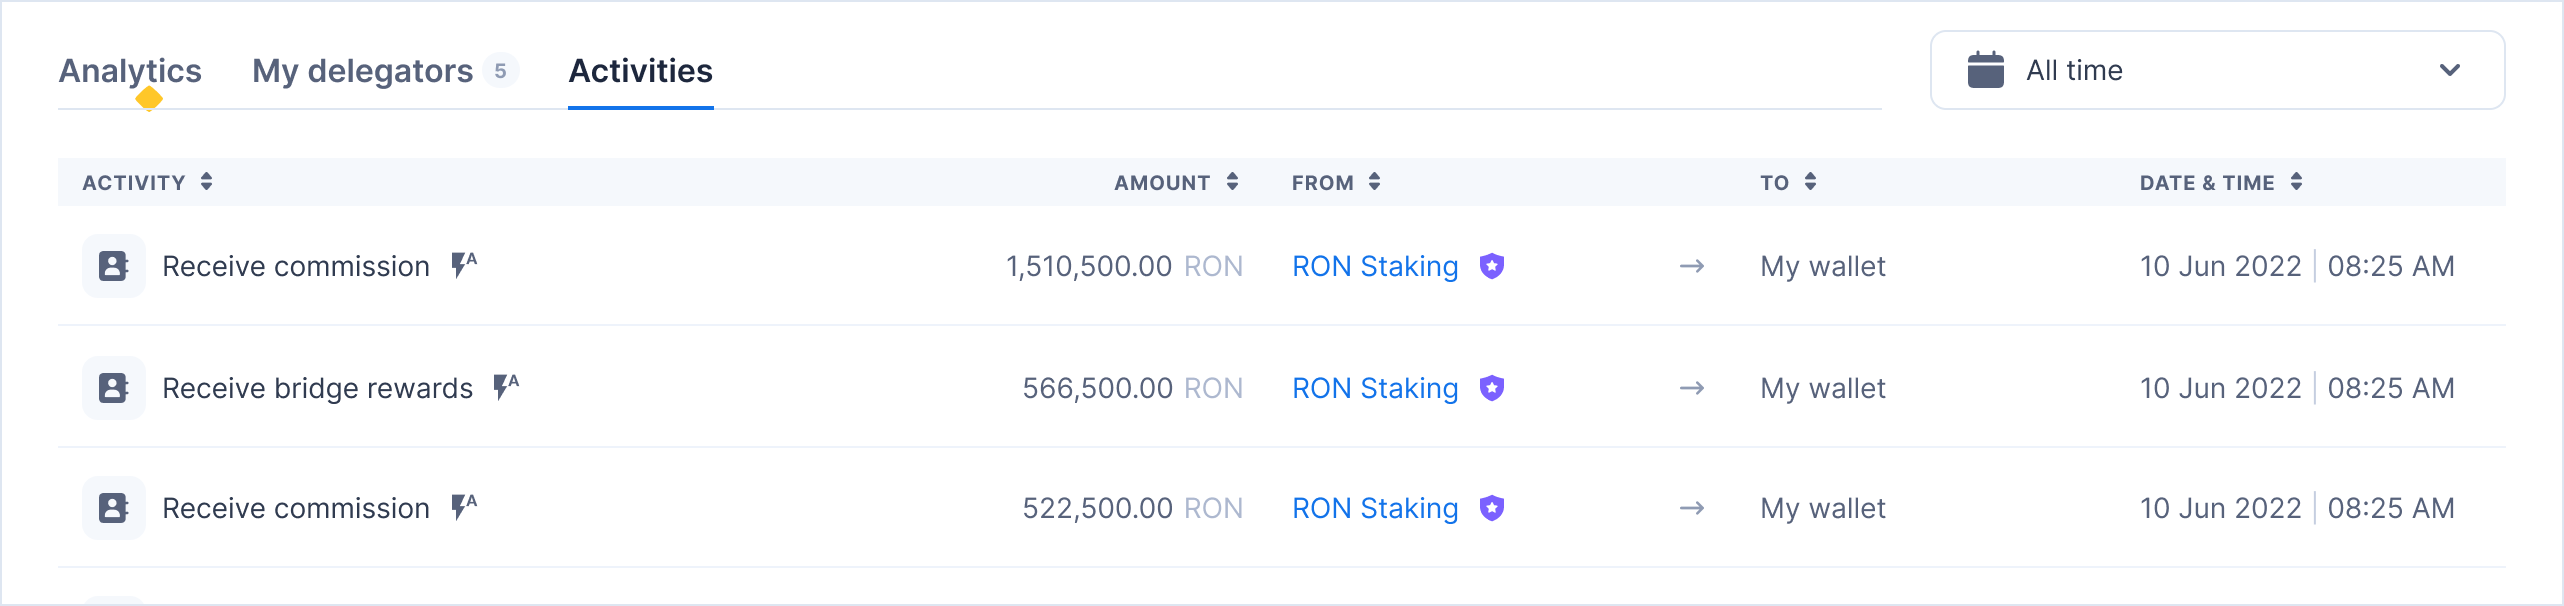 Analytics My delegators 5 Activities All time
ACTIVITY AMOUNT FROM TO DATE & TIME
Receive commission A 1,510,500.00 RON RON Staking → My wallet 10 Jun 2022 | 08:25 AM
Receive bridge rewards A 566,500.00 RON RON Staking → My wallet 10 Jun 2022 | 08:25 AM
Receive commission A 522,500.00 RON RON Staking → My wallet 10 Jun 2022 | 08:25 AM